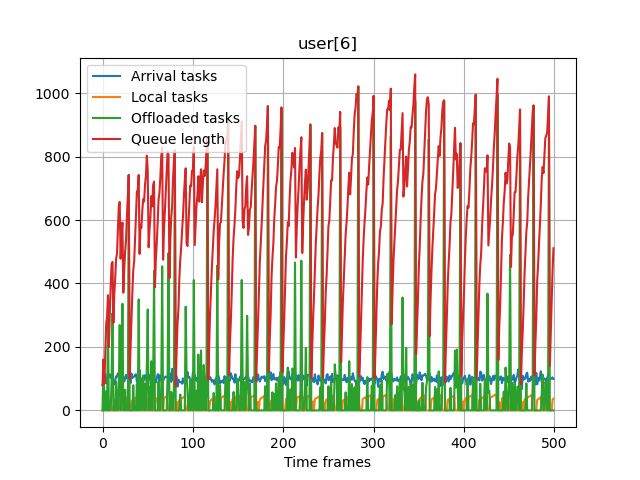 user[6]
Arrival tasks
Local tasks
Offloaded tasks
Queue length
1000
800
600
400
200
0
0 100 200 300 400 500
Time frames